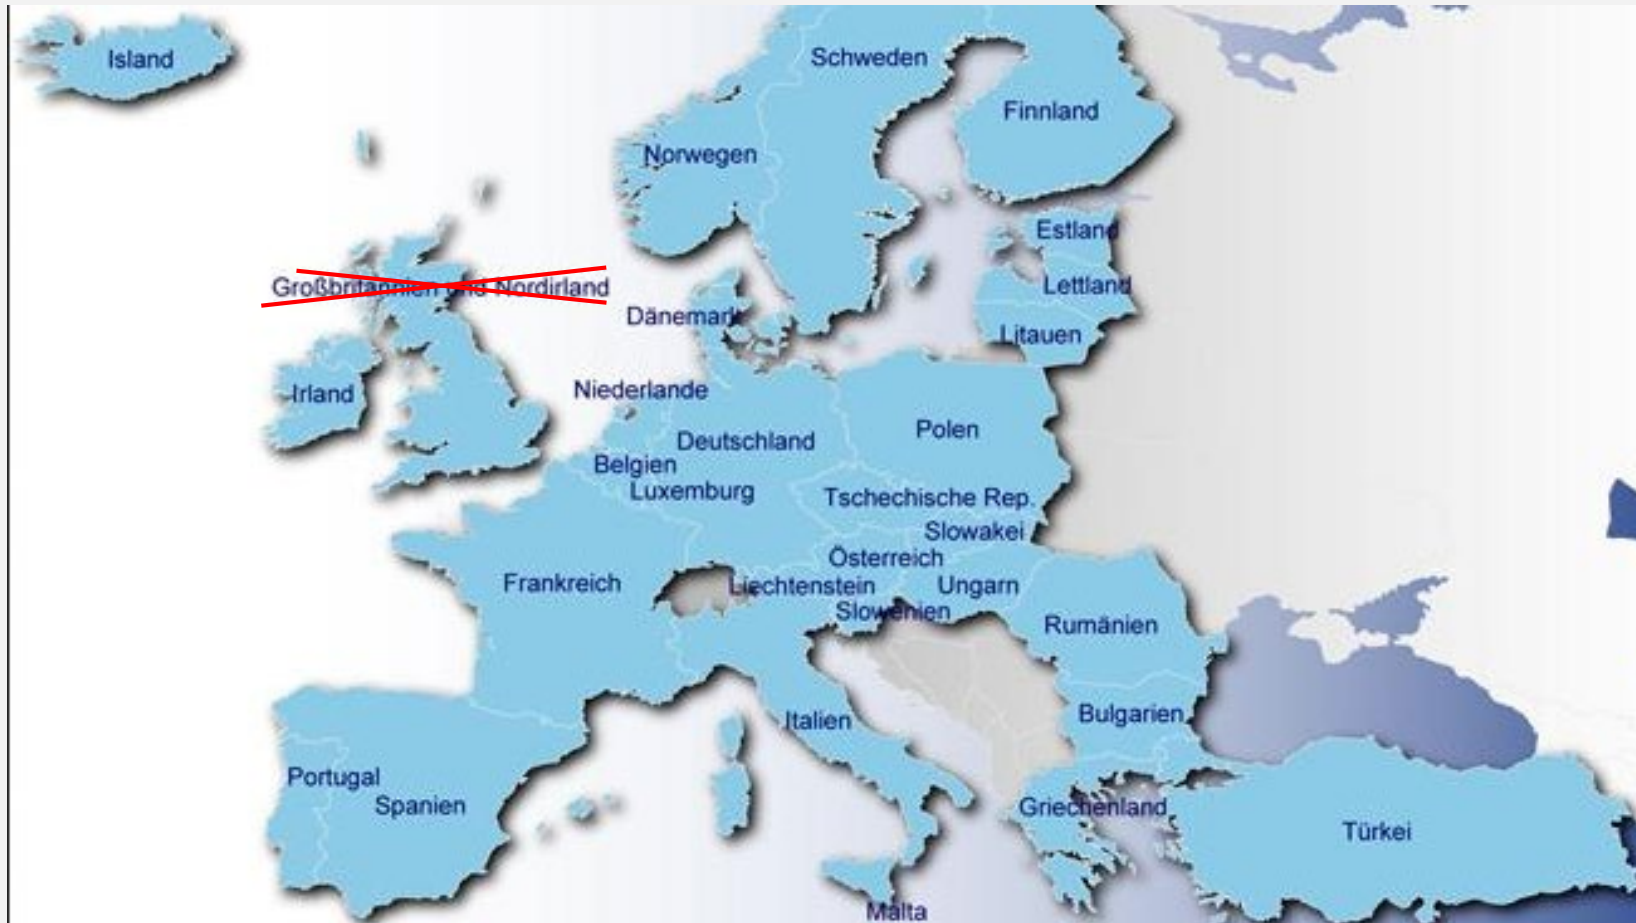 Island
Schweden
Finnland
Norwegen
Estland
Großbritannien und Nordirland
Lettland
Dänemark
Litauen
Niederlande
Irland
Polen
Deutschland
Belgien
Luxemburg
Tschechische Rep.
Slowakei
Österreich
Frankreich
Liechtenstein
Ungarn
Slowenien
Rumänien
Bulgarien
Italien
Portugal
Spanien
Griechenland
Türkei
Malta